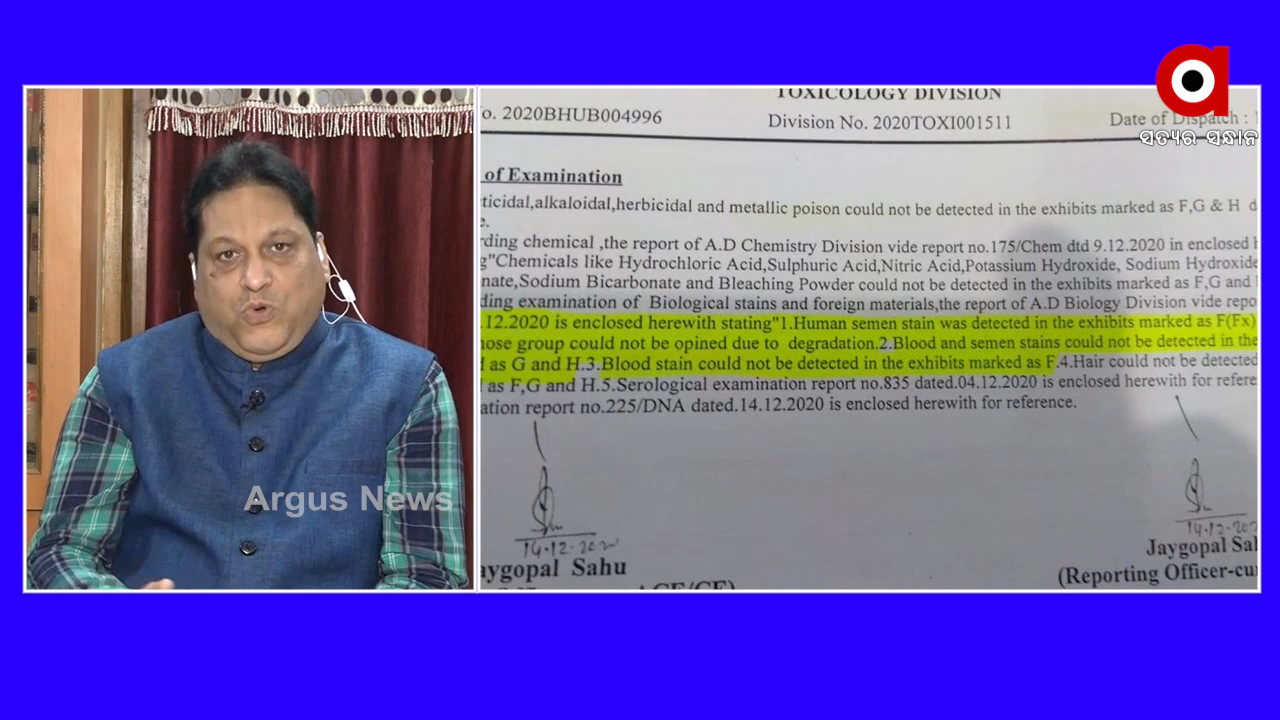 ସତ୍ୟର ସନ୍ଧାନ
Argus News
TOXICOLOGY DIVISION
o. 2020BHUB004996
Division No. 2020TOXI001511
Date of Dispatch :
of Examination
ticidal,alkaloidal,herbicidal and metallic poison could not be detected in the exhibits marked as F,G & H d
e.
rding chemical ,the report of A.D Chemistry Division vide report no.175/Chem dtd 9.12.2020 in enclosed
g"Chemicals like Hydrochloric Acid,Sulphuric Acid,Nitric Acid,Potassium Hydroxide, Sodium Hydroxide
nate,Sodium Bicarbonate and Bleaching Powder could not be detected in the exhibits marked as F,G and
ding examination of Biological stains and foreign materials,the report of A.D Biology Division vide repo
.12.2020 is enclosed herewith stating"1.Human semen stain was detected in the exhibits marked as F(Fx)
ose group could not be opined due to degradation.2.Blood and semen stains could not be detected in the
d as G and H.3.Blood stain could not be detected in the exhibits marked as F.4.Hair could not be detected
d as F,G and H.5.Serological examination report no.835 dated.04.12.2020 is enclosed herewith for refere
ation report no.225/DNA dated.14.12.2020 is enclosed herewith for reference.
14.12.202
14.12.202
aygopal Sahu
Jaygopal Sa
(Reporting Officer-cu